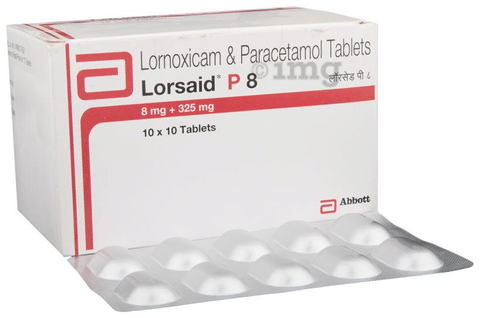 Lornoxicam & Paracetamol Tablets
© 1mg
Lorsaid* P 8
लॉरसेड पी ८
8 mg + 325 mg
10 x 10 Tablets
Abbott